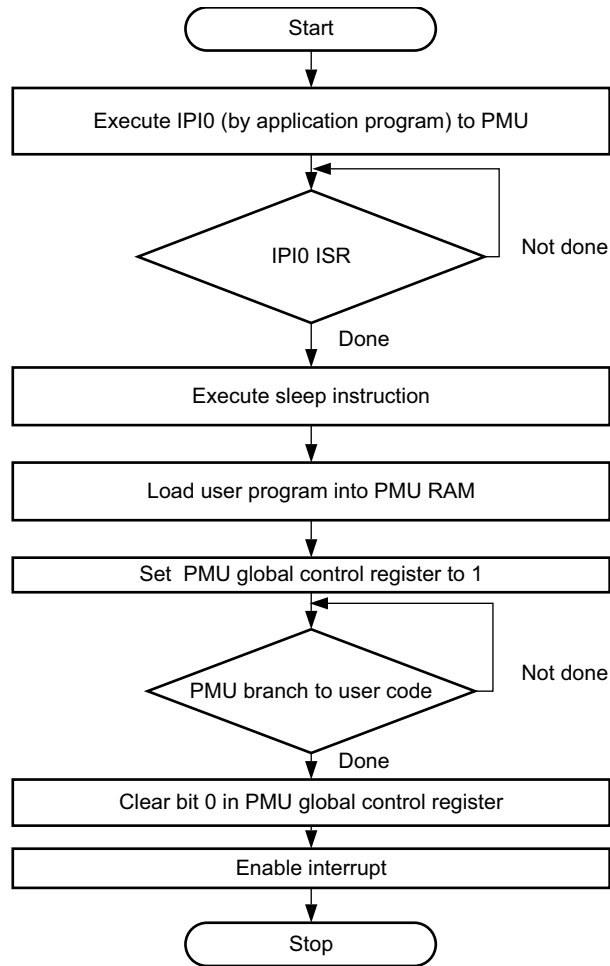 Start
Execute IPI0 (by application program) to PMU
IPI0 ISR
Not done
Done
Execute sleep instruction
Load user program into PMU RAM
Set PMU global control register to 1
PMU branch to user code
Not done
Done
Clear bit 0 in PMU global control register
Enable interrupt
Stop